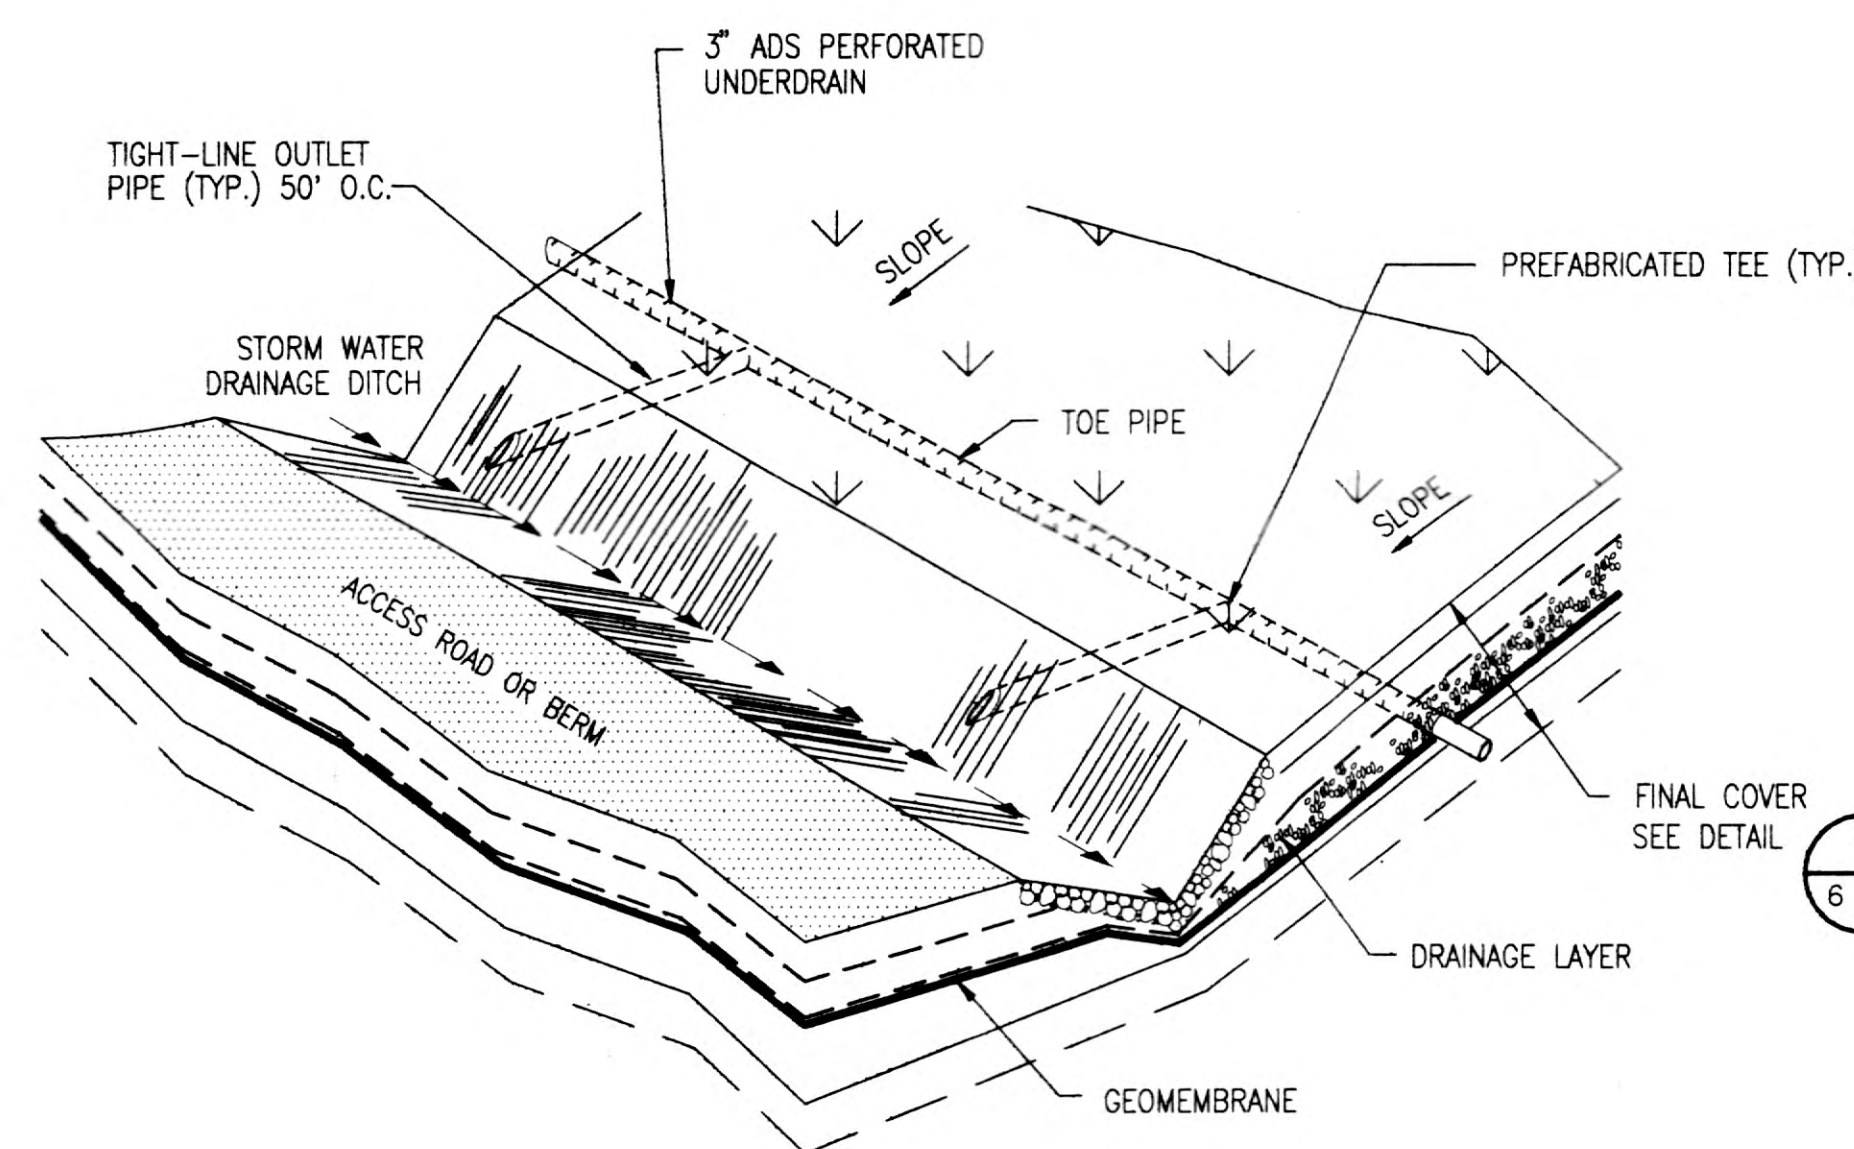 3" ADS PERFORATED
UNDERDRAIN
TIGHT-LINE OUTLET
PIPE (TYP.) 50' O.C.
SLOPE
PREFABRICATED TEE (TYP.
STORM WATER
DRAINAGE DITCH
TOE PIPE
SLOPE
ACCESS ROAD OR BERM
FINAL COVER
SEE DETAIL
6
DRAINAGE LAYER
GEOMEMBRANE